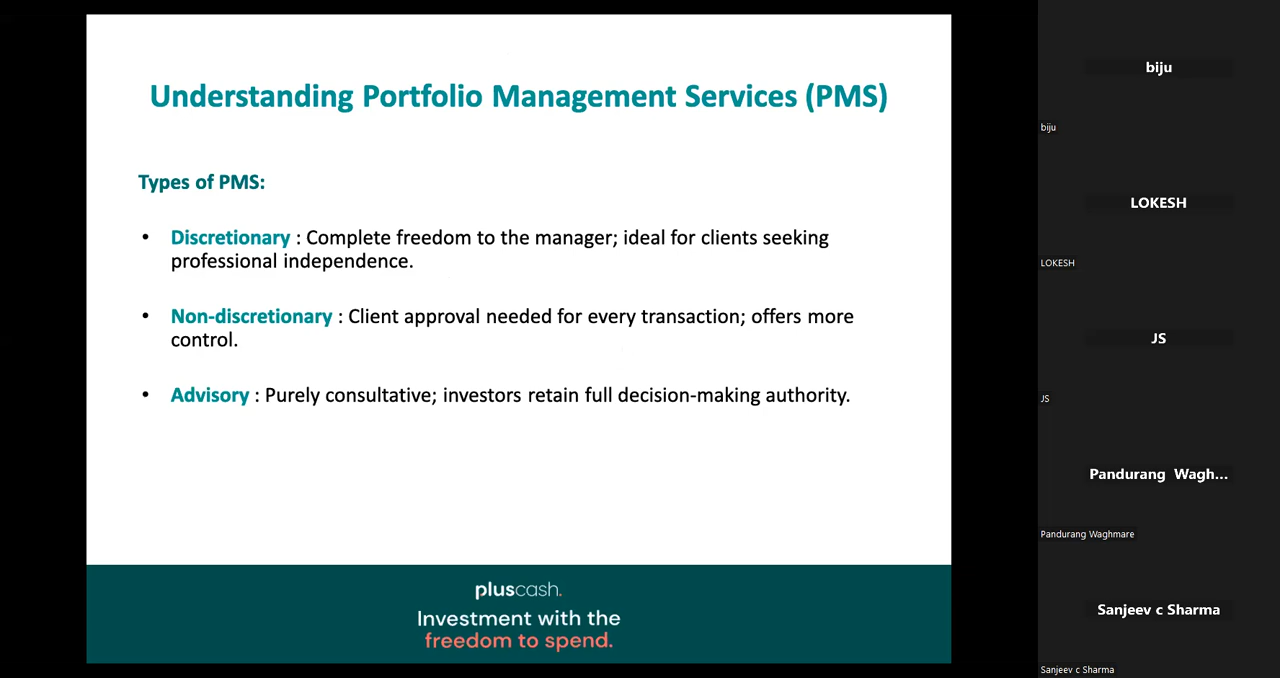 Understanding Portfolio Management Services (PMS)
Types of PMS:
• Discretionary : Complete freedom to the manager; ideal for clients seeking
professional independence.
• Non-discretionary : Client approval needed for every transaction; offers more
control.
• Advisory : Purely consultative; investors retain full decision-making authority.
pluscash.
Investment with the
freedom to spend.
biju
biju
LOKESH
LOKESH
JS
JS
Pandurang Wagh...
Pandurang Waghmare
Sanjeev c Sharma
Sanjeev c Sharma